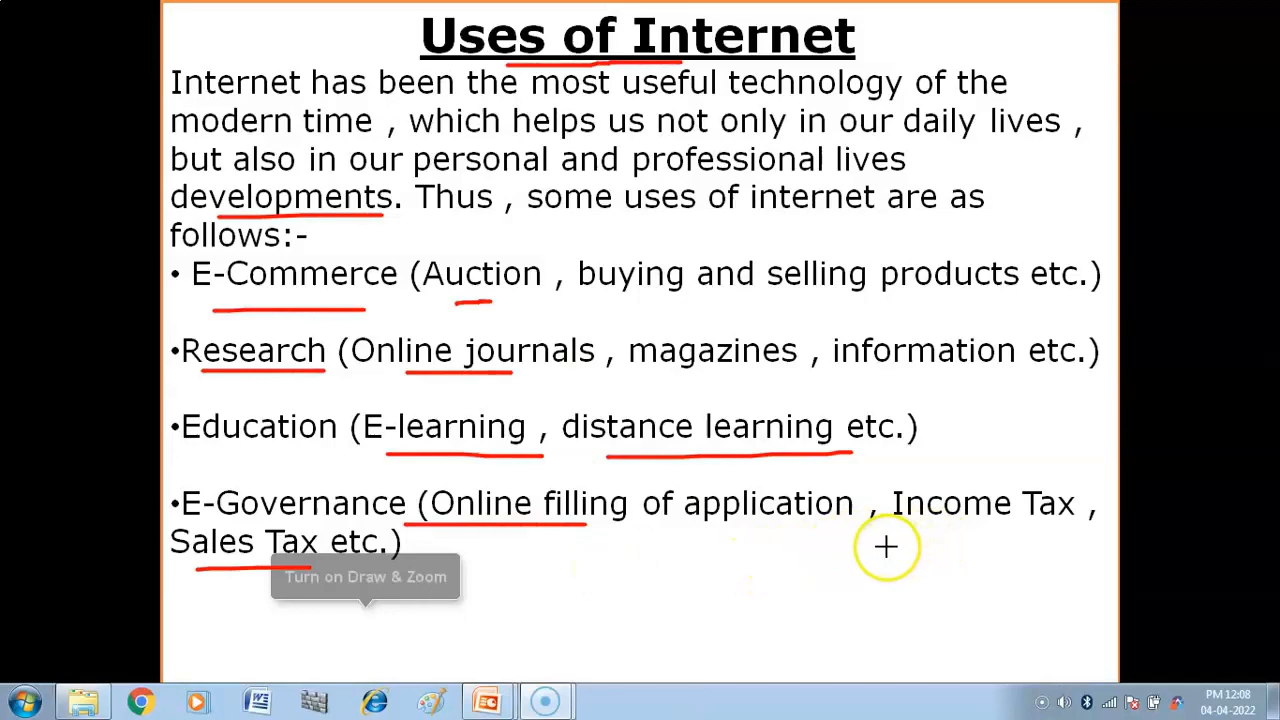 Uses of Internet
Internet has been the most useful technology of the
modern time , which helps us not only in our daily lives ,
but also in our personal and professional lives
developments. Thus , some uses of internet are as
follows:-
• E-Commerce (Auction , buying and selling products etc.)
•Research (Online journals , magazines , information etc.)
•Education (E-learning , distance learning etc.)
•E-Governance (Online filling of application , Income Tax ,
Sales Tax etc.)
Turn on Draw & Zoom
PM 12:08
04-04-2022